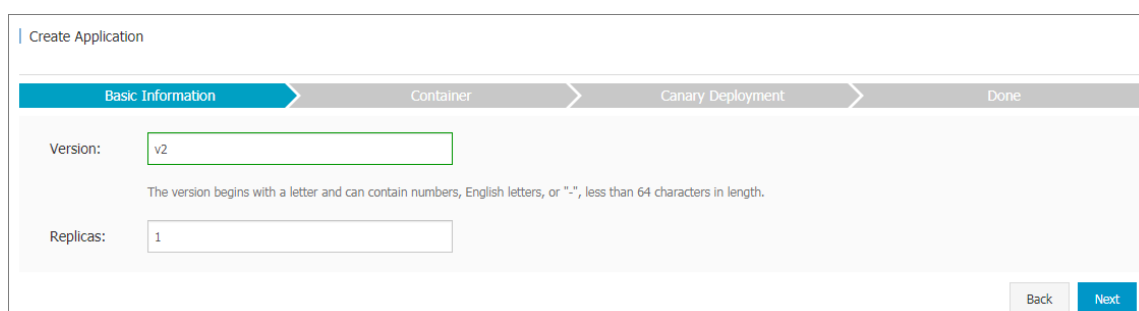 Create Application
Basic Information Container Canary Deployment Done
Version: v2
The version begins with a letter and can contain numbers, English letters, or "-", less than 64 characters in length.
Replicas: 1
Back Next